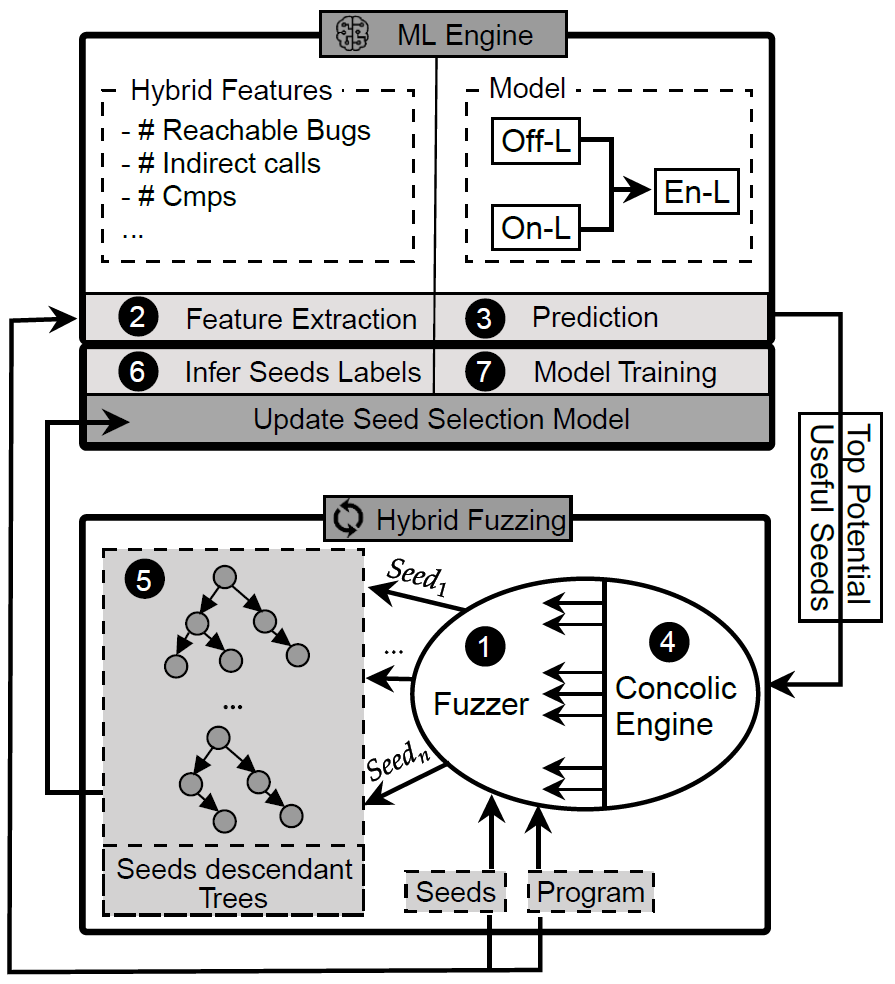 ML Engine
Hybrid Features
- # Reachable Bugs
- # Indirect calls
- # Cmps
...
Model
Off-L
On-L
En-L
2 Feature Extraction
3 Prediction
6 Infer Seeds Labels
7 Model Training
Update Seed Selection Model
Top Potential
Useful Seeds
Hybrid Fuzzing
5
...
Seeds descendant
Trees
Seed1
...
Seedn
1
Fuzzer
4
Concolic
Engine
Seeds
Program